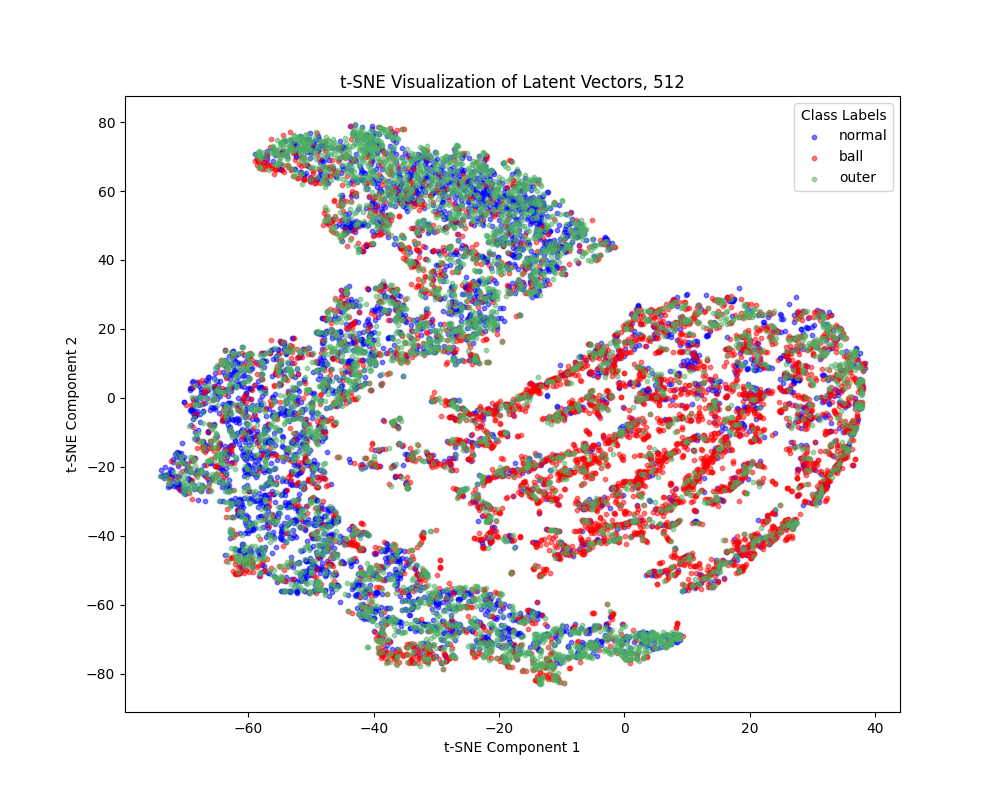 t-SNE Visualization of Latent Vectors, 512
Class Labels
normal
ball
outer
80
60
40
20
0
−20
−40
−60
−80
t-SNE Component 2
−60 −40 −20 0 20 40
t-SNE Component 1